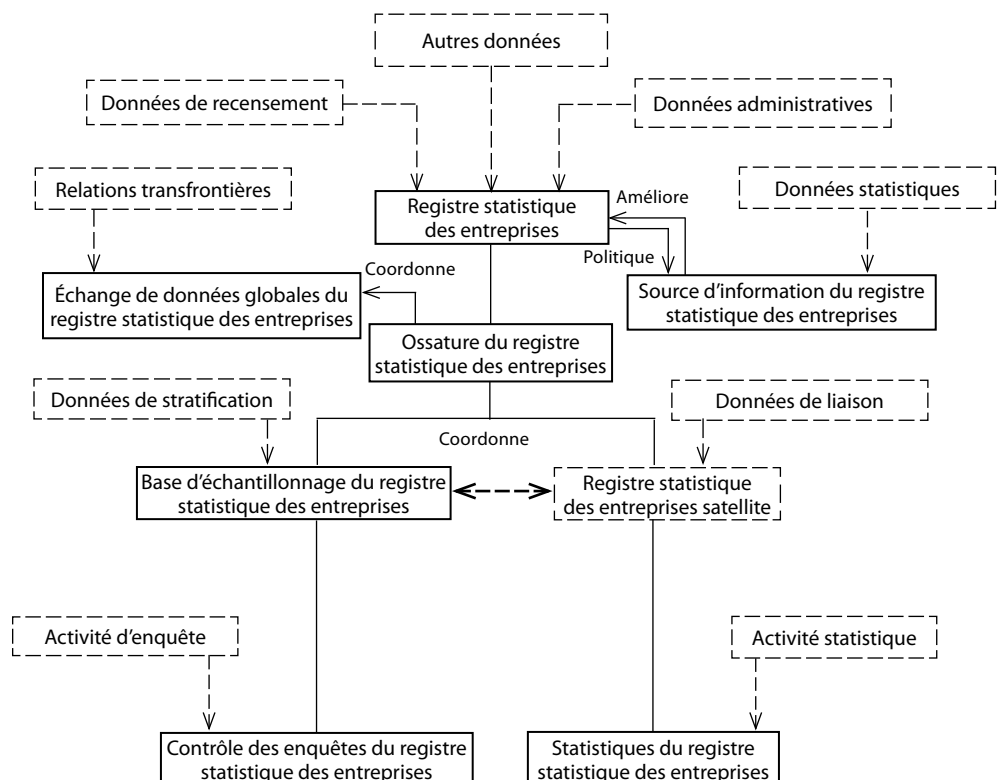 Autres données
Données de recensement
Données administratives
Relations transfrontières
Registre statistique
des entreprises
Améliore
Données statistiques
Politique
Coordonne
Échange de données globales du
registre statistique des entreprises
Source d'information du registre
statistique des entreprises
Ossature du registre
statistique des entreprises
Données de stratification
Données de liaison
Coordonne
Base d'échantillonnage du registre
statistique des entreprises
Registre statistique
des entreprises satellite
Activité d'enquête
Activité statistique
Contrôle des enquêtes du registre
statistique des entreprises
Statistiques du registre
statistique des entreprises